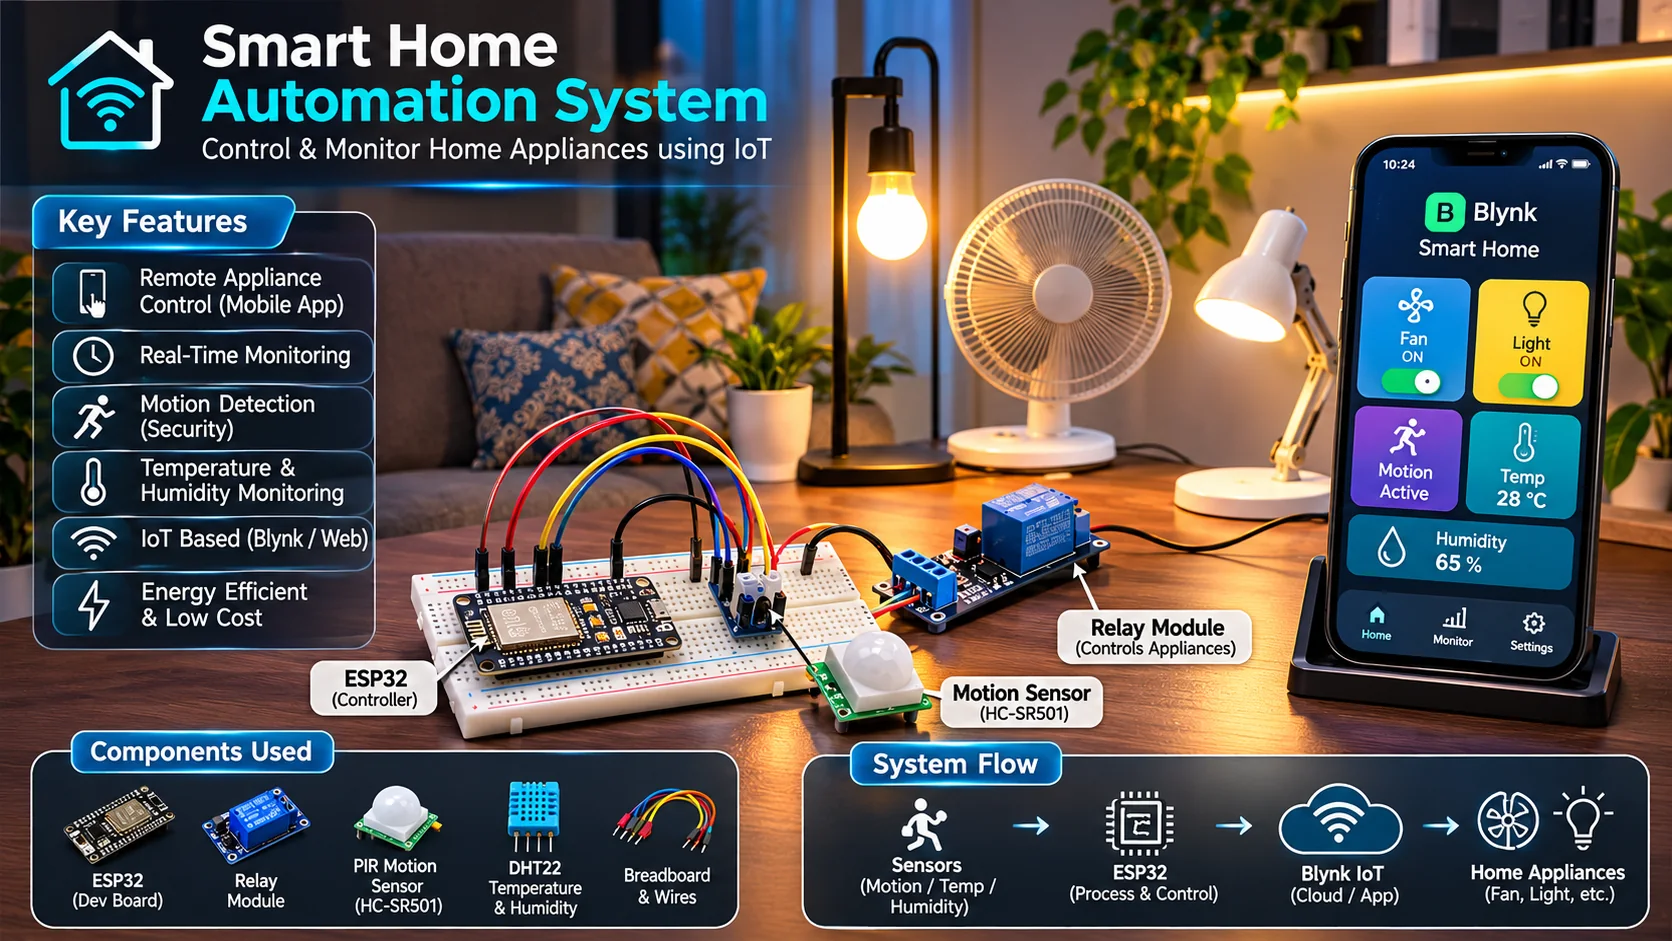 Smart Home
Automation System
Control & Monitor Home Appliances using IoT
Key Features
Remote Appliance
Control (Mobile App)
Real-Time Monitoring
Motion Detection
(Security)
Temperature &
Humidity Monitoring
IoT Based (Blynk / Web)
Energy Efficient
& Low Cost
10:24
B Blynk
Smart Home
Fan
ON
Light
ON
Motion
Active
Temp
28 °C
Humidity
65 %
Home
Monitor
Settings
ESP32
(Controller)
Relay Module
(Controls Appliances)
Motion Sensor
(HC-SR501)
Components Used
ESP32
(Dev Board)
Relay
Module
PIR Motion
Sensor
(HC-SR501)
DHT22
Temperature
& Humidity
Breadboard
& Wires
System Flow
Sensors
(Motion / Temp /
Humidity)
ESP32
(Process & Control)
Blynk IoT
(Cloud / App)
Home Appliances
(Fan, Light, etc.)